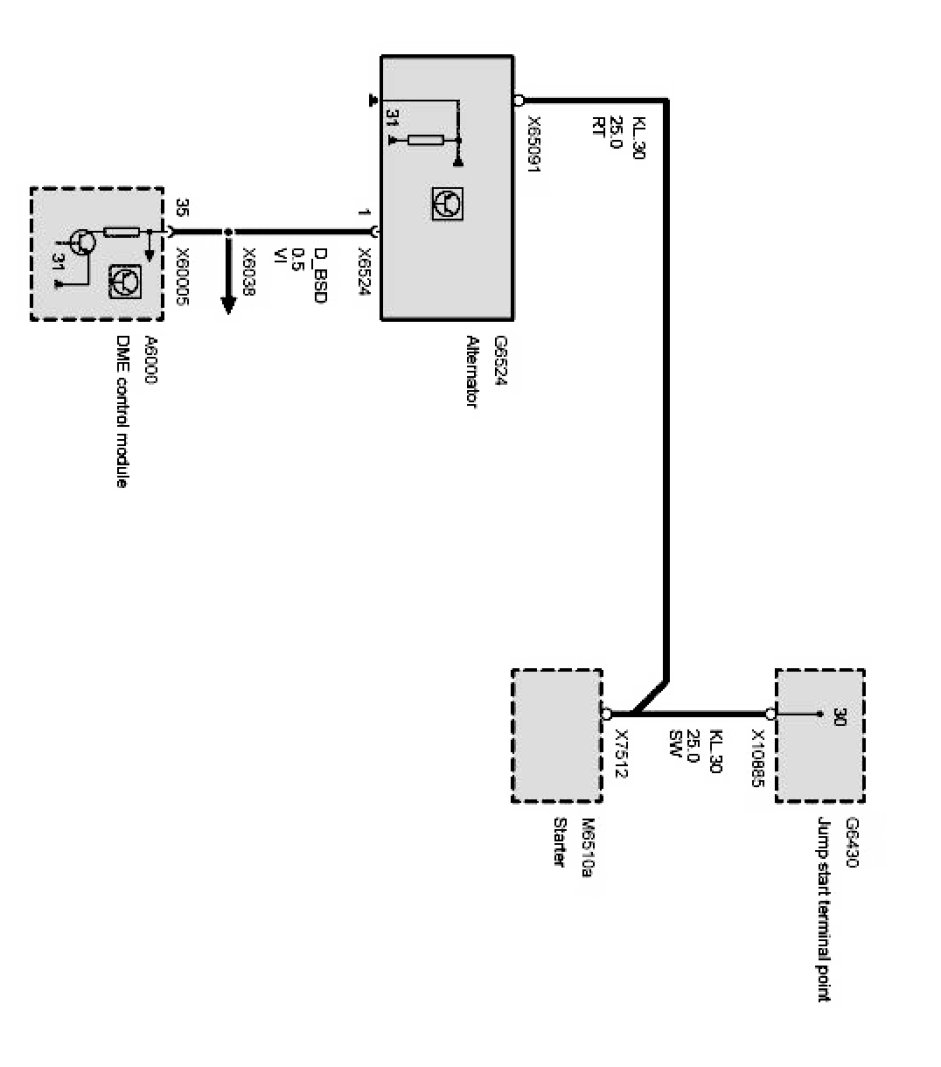 G6430
Jump start terminal point
30
X10885
KL.30
25.0
SW
X7512
M6510a
Starter
KL.30
25.0
RT
X65091
G6524
Alternator
31
1
X6524
D_BSD
0.5
VI
X6038
35
X60005
A6000
DME control module
31